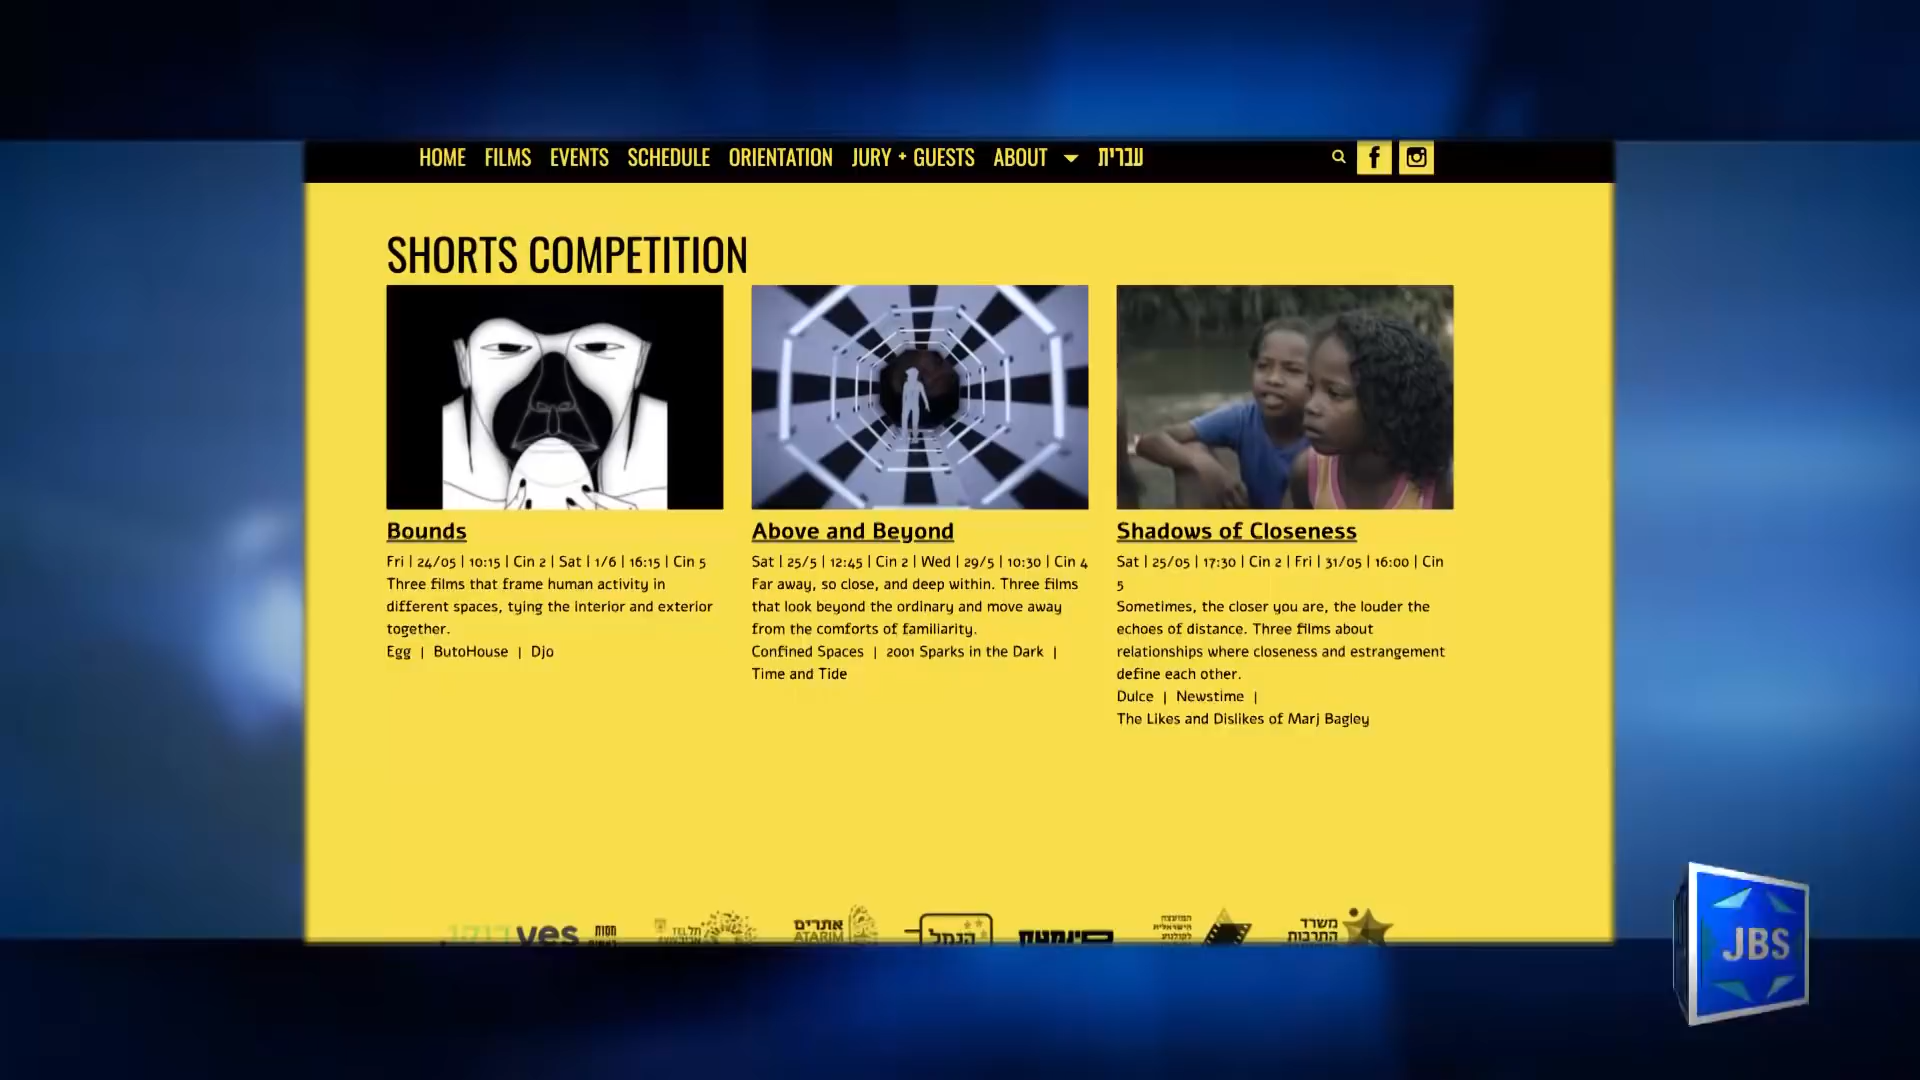 HOME FILMS EVENTS SCHEDULE ORIENTATION JURY + GUESTS ABOUT עברית
SHORTS COMPETITION
Bounds
Fri | 24/05 | 10:15 | Cin 2 | Sat | 1/6 | 16:15 | Cin 5
Three films that frame human activity in
different spaces, tying the interior and exterior
together.
Egg | ButoHouse | Djo
Above and Beyond
Sat | 25/5 | 12:45 | Cin 2 | Wed | 29/5 | 10:30 | Cin 4
Far away, so close, and deep within. Three films
that look beyond the ordinary and move away
from the comforts of familiarity.
Confined Spaces | 2001 Sparks in the Dark |
Time and Tide
Shadows of Closeness
Sat | 25/05 | 17:30 | Cin 2 | Fri | 31/05 | 16:00 | Cin
5
Sometimes, the closer you are, the louder the
echoes of distance. Three films about
relationships where closeness and estrangement
define each other.
Dulce | Newstime |
The Likes and Dislikes of Marj Bagley
yes
אתרים
ATARIM
הנמל
סינמטק
המועצה
הישראלית
לקולנוע
משרד
התרבות
JBS